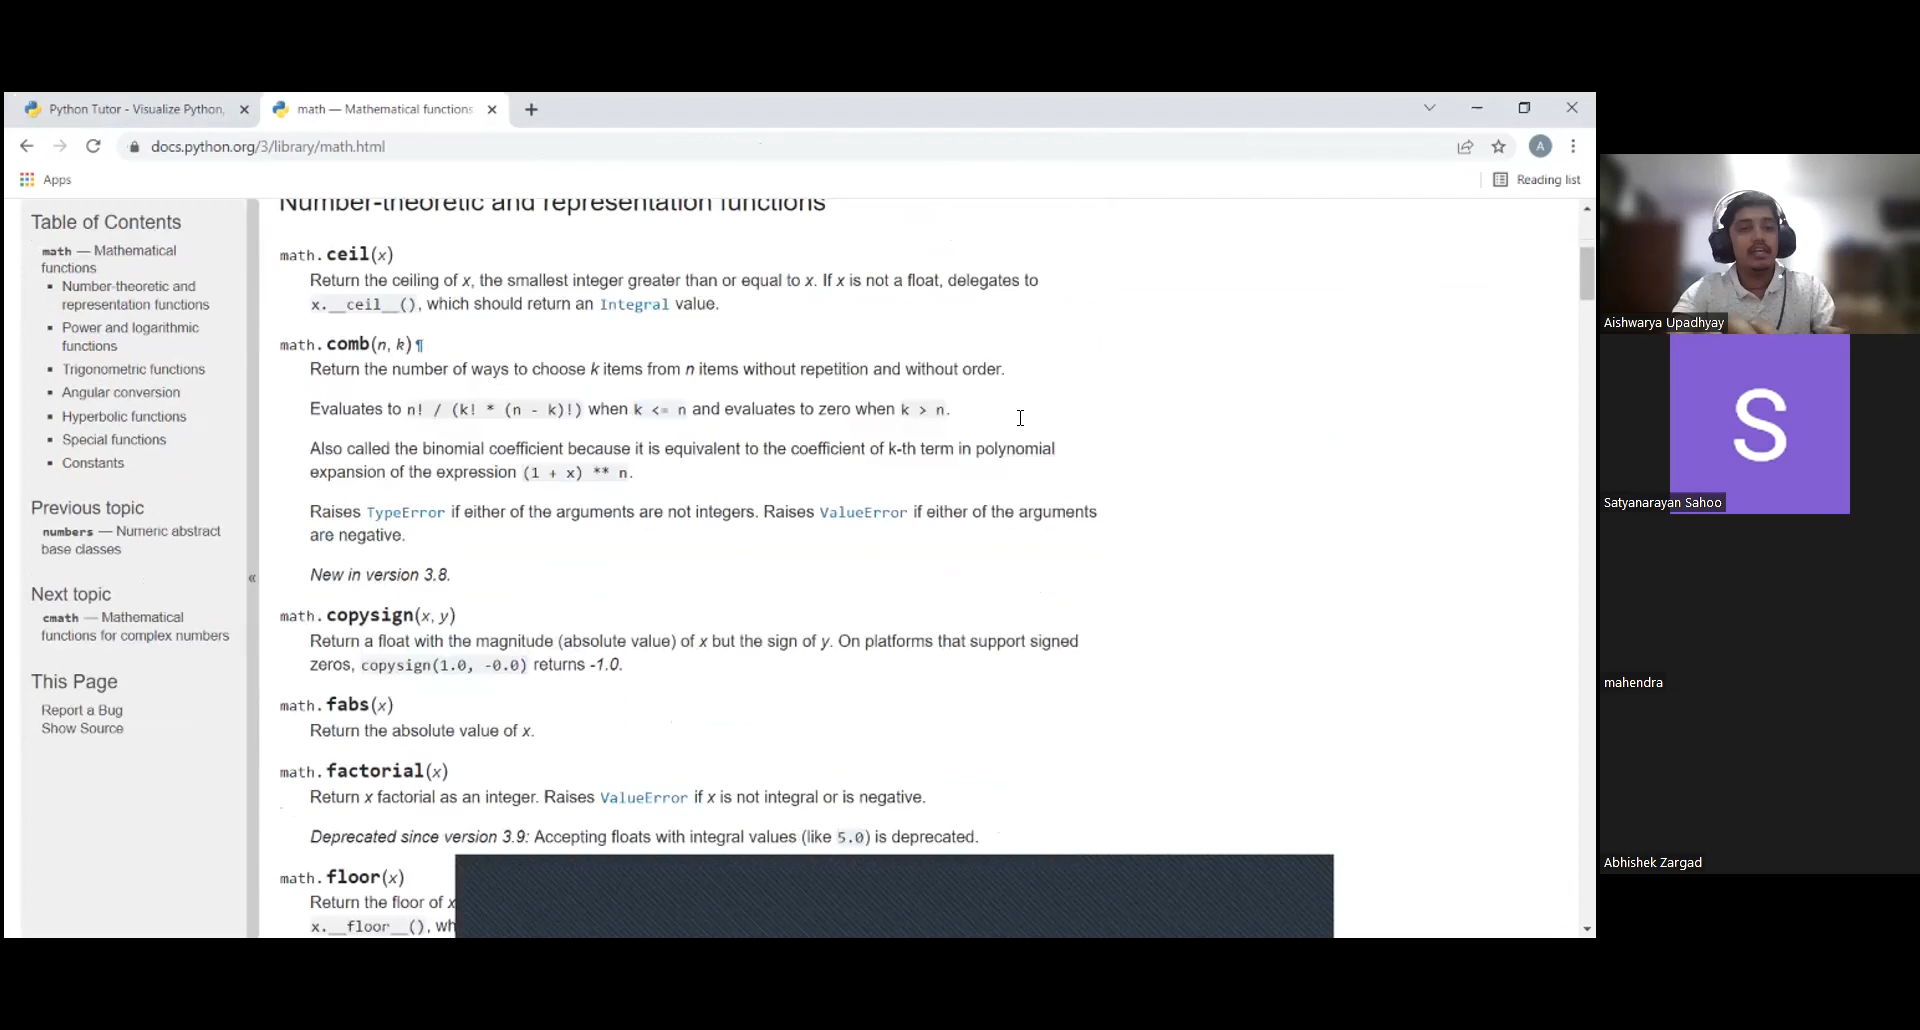 Python Tutor - Visualize Python,
math — Mathematical functions
docs.python.org/3/library/math.html
A
Apps
Reading list
Table of Contents
math — Mathematical
functions
Number-theoretic and
representation functions
Power and logarithmic
functions
Trigonometric functions
Angular conversion
Hyperbolic functions
Special functions
Constants
Previous topic
numbers — Numeric abstract
base classes
Next topic
cmath — Mathematical
functions for complex numbers
This Page
Report a Bug
Show Source
«
Number-theoretic and representation functions
math.ceil(x)
Return the ceiling of x, the smallest integer greater than or equal to x. If x is not a float, delegates to
x.__ceil__(), which should return an Integral value.
math.comb(n, k)¶
Return the number of ways to choose k items from n items without repetition and without order.
Evaluates to n! / (k! * (n - k)!) when k <= n and evaluates to zero when k > n.
Also called the binomial coefficient because it is equivalent to the coefficient of k-th term in polynomial
expansion of the expression (1 + x) ** n.
Raises TypeError if either of the arguments are not integers. Raises ValueError if either of the arguments
are negative.
New in version 3.8.
math.copysign(x, y)
Return a float with the magnitude (absolute value) of x but the sign of y. On platforms that support signed
zeros, copysign(1.0, -0.0) returns -1.0.
math.fabs(x)
Return the absolute value of x.
math.factorial(x)
Return x factorial as an integer. Raises ValueError if x is not integral or is negative.
Deprecated since version 3.9: Accepting floats with integral values (like 5.0) is deprecated.
math.floor(x)
Return the floor of x
x.__floor__(), wh
Aishwarya Upadhyay
S
Satyanarayan Sahoo
mahendra
Abhishek Zargad